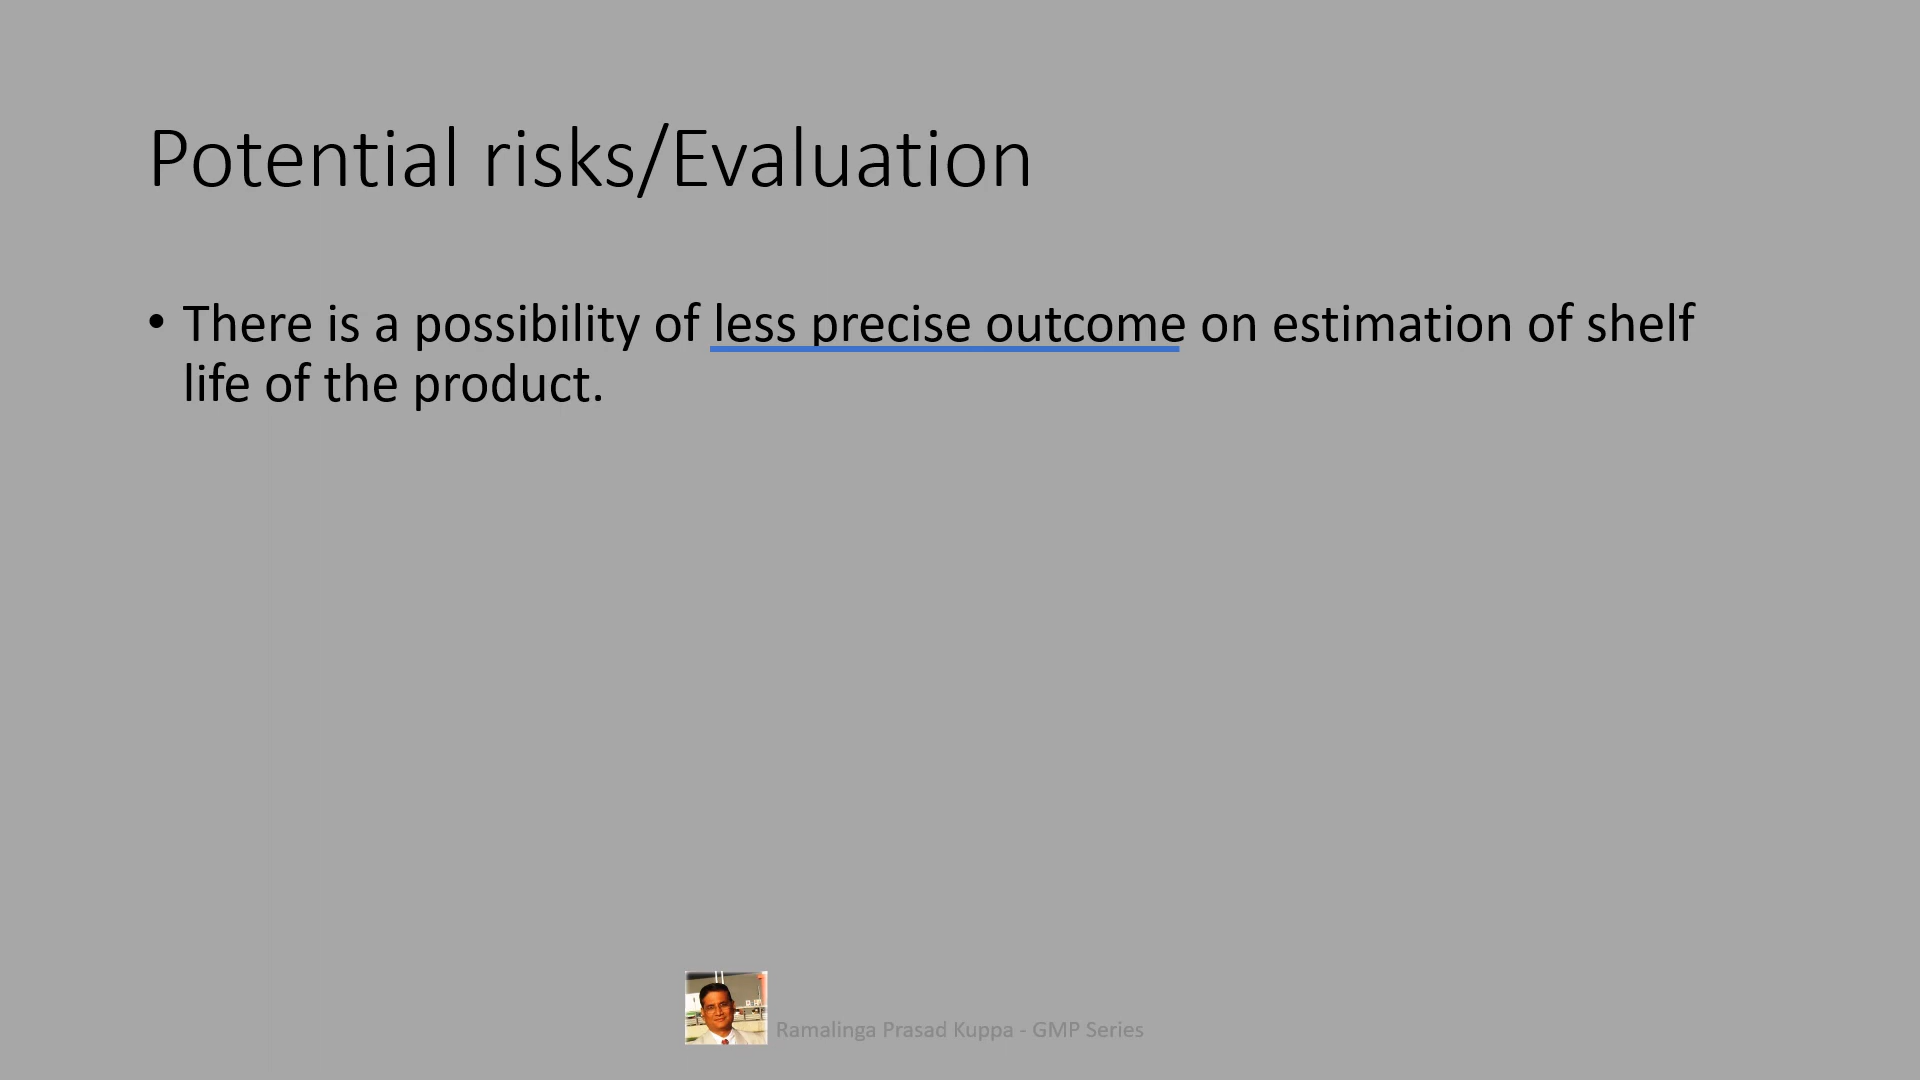 Potential risks/Evaluation
• There is a possibility of less precise outcome on estimation of shelf
life of the product.
Ramalinga Prasad Kuppa - GMP Series